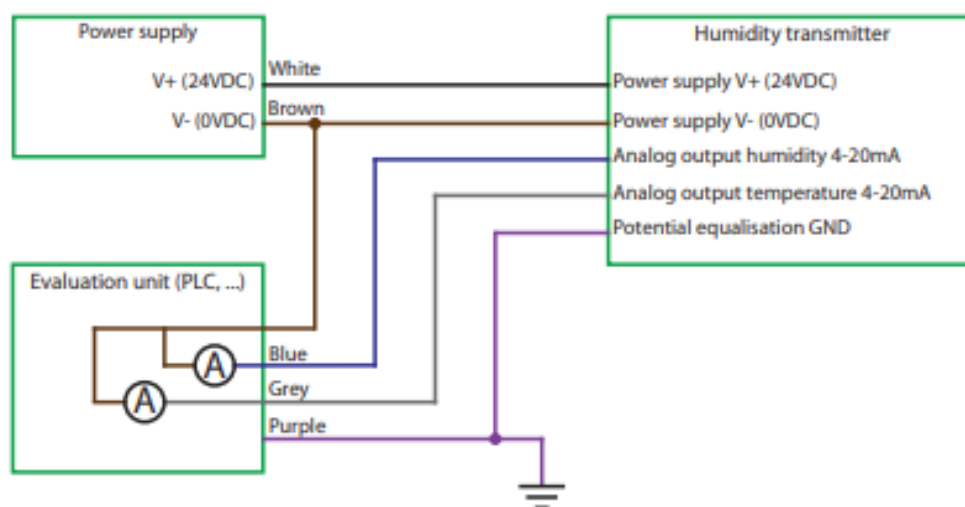 Power supply
V+ (24VDC)
V- (0VDC)
White
Brown
Humidity transmitter
Power supply V+ (24VDC)
Power supply V- (0VDC)
Analog output humidity 4-20mA
Analog output temperature 4-20mA
Potential equalisation GND
Evaluation unit (PLC, ...)
A
A
Blue
Grey
Purple